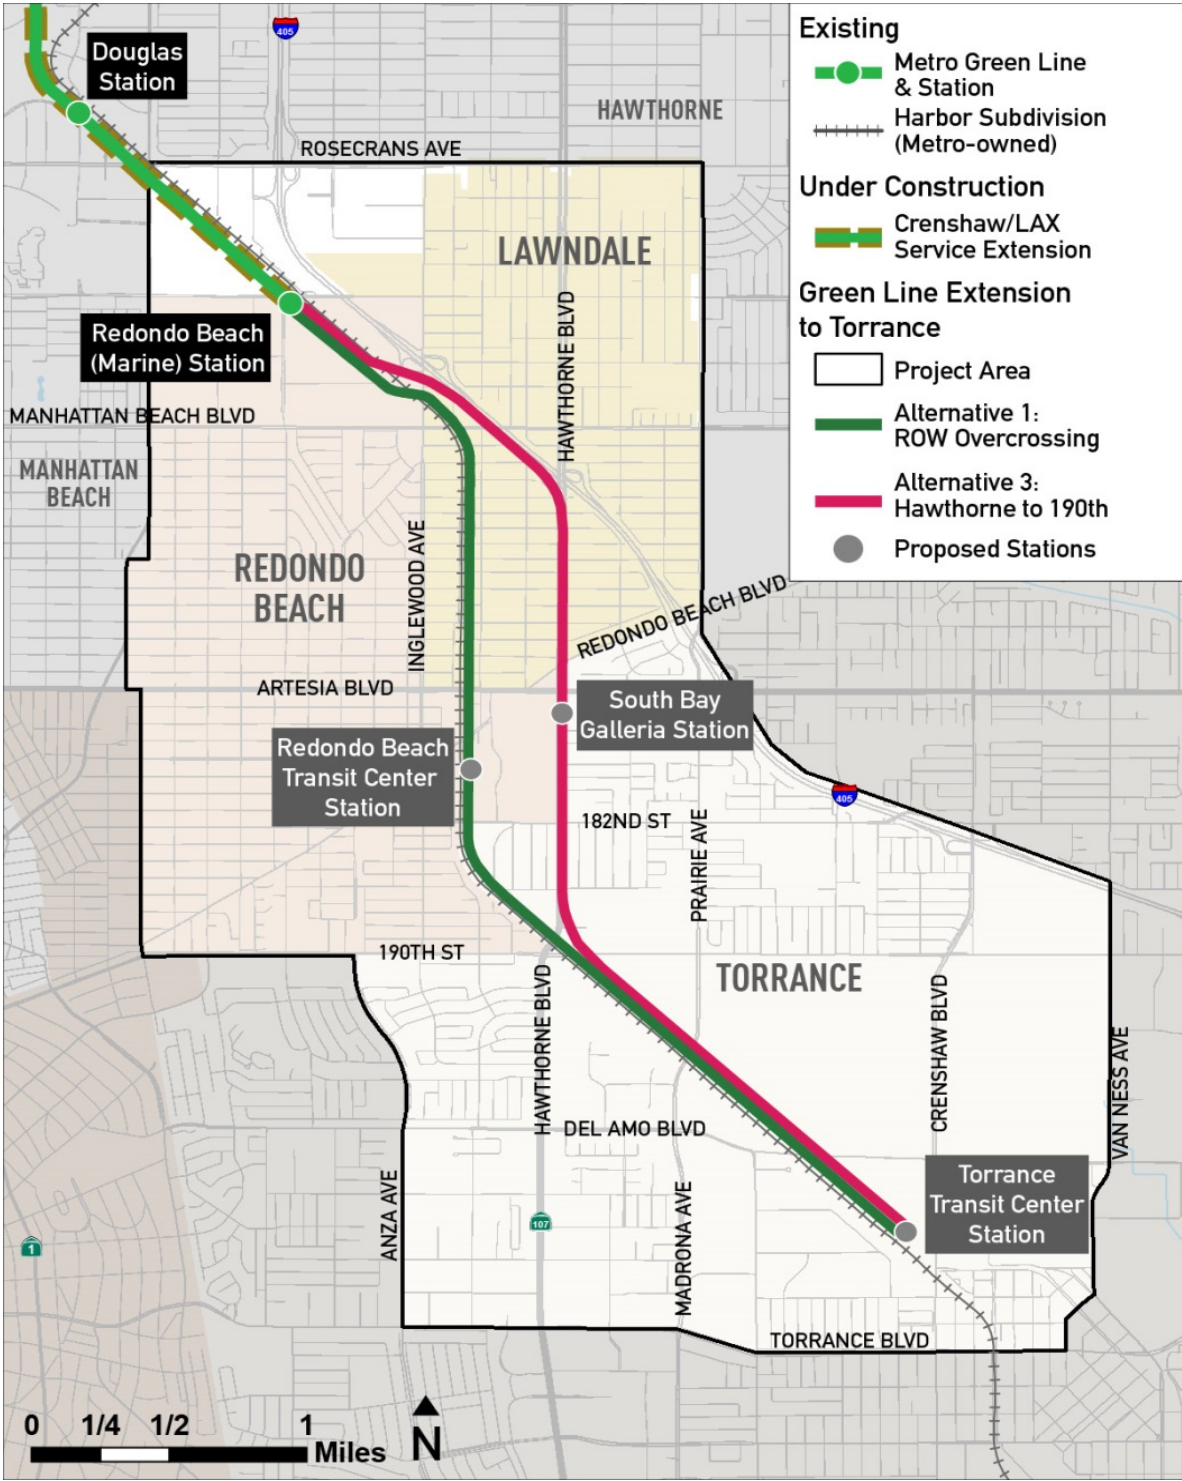 Douglas
Station
405
HAWTHORNE
ROSECRANS AVE
LAWNDALE
HAWTHORNE BLVD
Redondo Beach
(Marine) Station
MANHATTAN BEACH BLVD
MANHATTAN
BEACH
REDONDO
BEACH
INGLEWOOD AVE
REDONDO BEACH BLVD
ARTESIA BLVD
South Bay
Galleria Station
Redondo Beach
Transit Center
Station
405
182ND ST
PRAIRIE AVE
190TH ST
TORRANCE
HAWTHORNE BLVD
CRENSHAW BLVD
VAN NESS AVE
DEL AMO BLVD
Torrance
Transit Center
Station
ANZA AVE
107
MADRONA AVE
1
TORRANCE BLVD
0 1/4 1/2 1
Miles
N
Existing
Metro Green Line
& Station
Harbor Subdivision
(Metro-owned)
Under Construction
Crenshaw/LAX
Service Extension
Green Line Extension
to Torrance
Project Area
Alternative 1:
ROW Overcrossing
Alternative 3:
Hawthorne to 190th
Proposed Stations